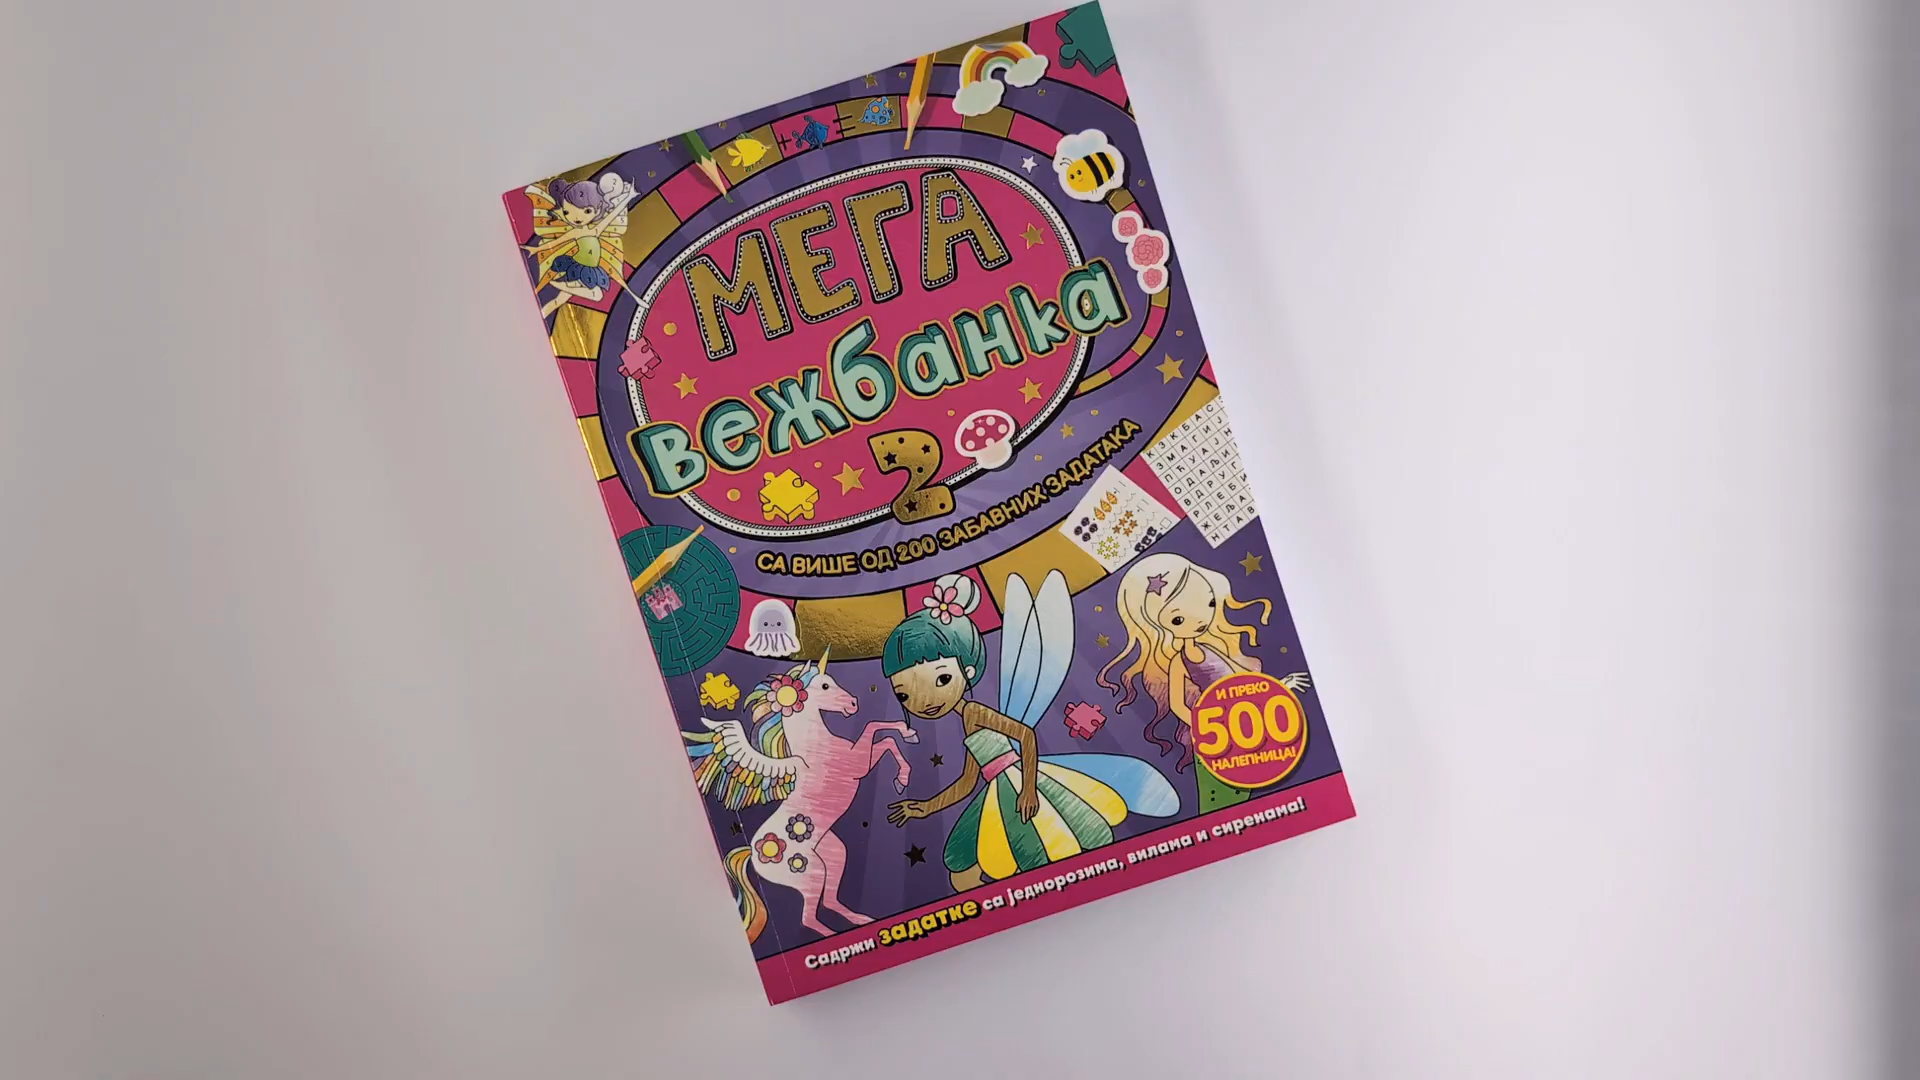 МЕГА
вежбанка
2
СА ВИШЕ ОД 200 ЗАБАВНИХ ЗАДАТАКА
И ПРЕКО
500
НАЛЕПНИЦА!
Садржи задатке са једнорозима, вилама и сиренама!